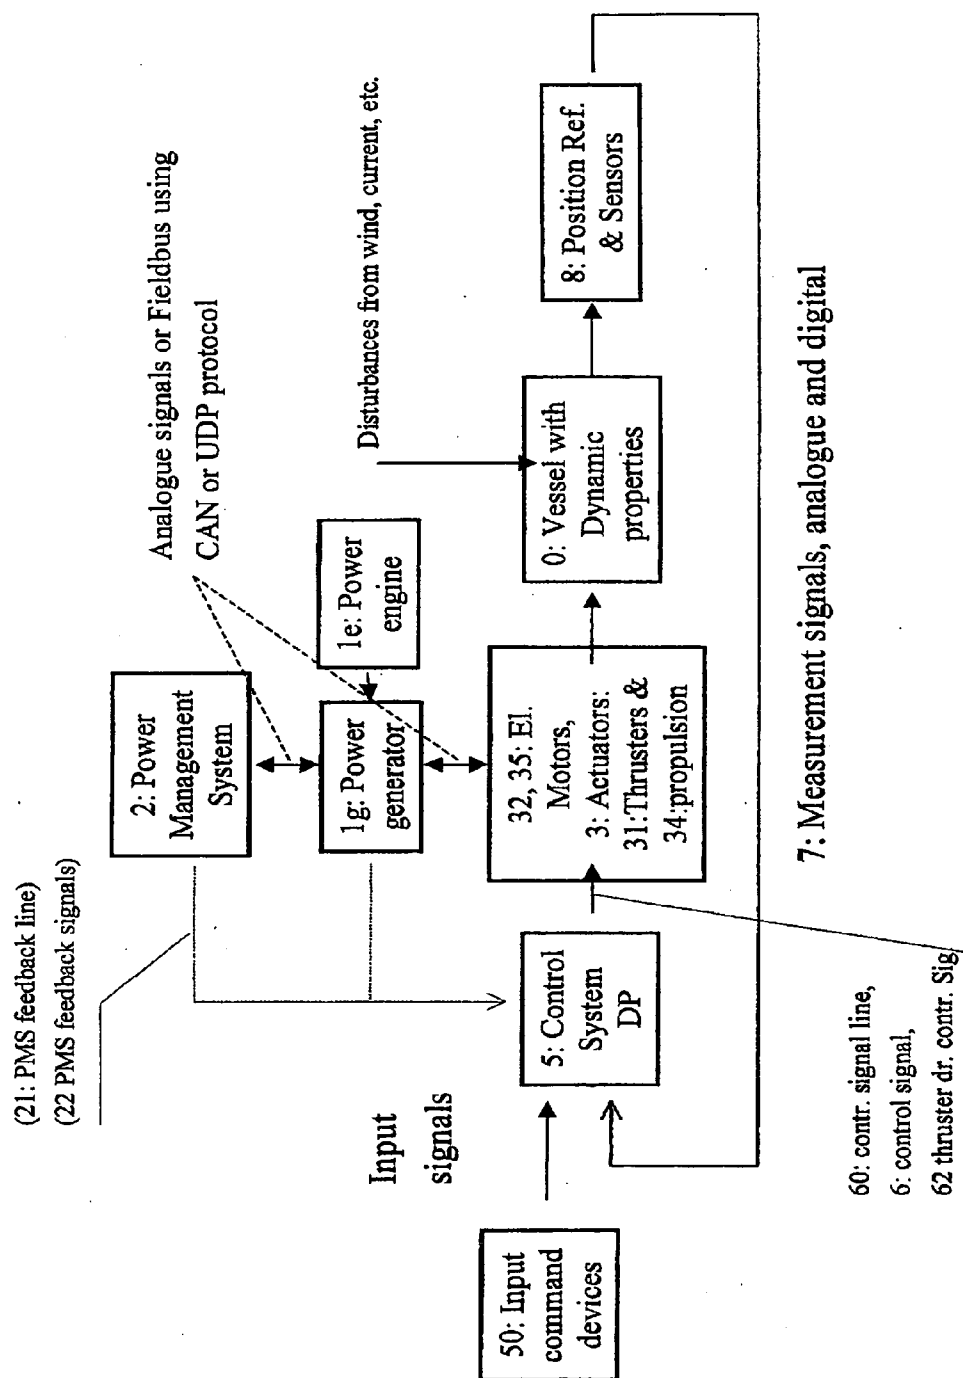 (21: PMS feedback line)
(22 PMS feedback signals)
Analogue signals or Fieldbus using
CAN or UDP protocol
2: Power
Management
System
1g: Power
generator
1e: Power
engine
Disturbances from wind, current, etc.
Input
signals
50: Input
command
devices
5: Control
System
DP
32, 35: El.
Motors,
3: Actuators:
31:Thrusters &
34:propulsion
0: Vessel with
Dynamic
properties
8: Position Ref.
& Sensors
7: Measurement signals, analogue and digital
60: contr. signal line,
6: control signal,
62 thruster dr. contr. Sig